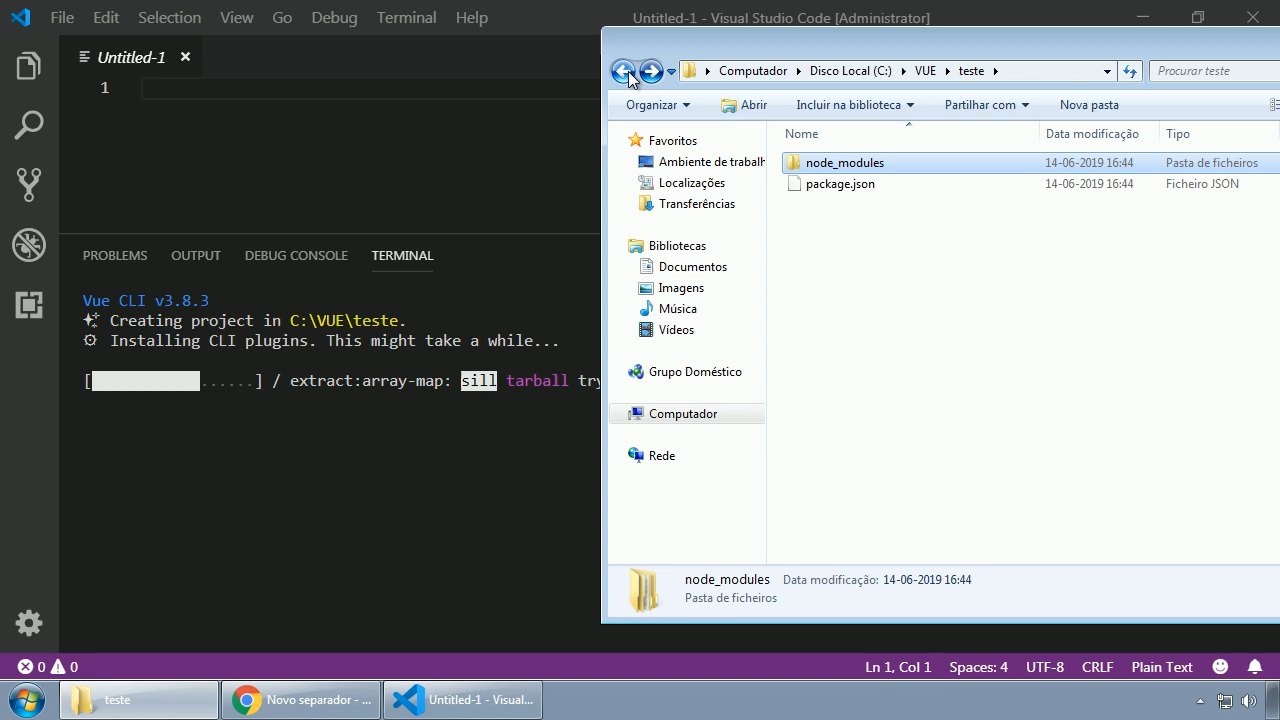 File Edit Selection View Go Debug Terminal Help
Untitled-1 - Visual Studio Code [Administrator]
Untitled-1
1
PROBLEMS OUTPUT DEBUG CONSOLE TERMINAL
Vue CLI v3.8.3
Creating project in C:\VUE\teste.
Installing CLI plugins. This might take a while...
[ ......] / extract:array-map: sill tarball try
Computador Disco Local (C:) VUE teste
Procurar teste
Organizar Abrir Incluir na biblioteca Partilhar com Nova pasta
Nome Data modificação Tipo
node_modules 14-06-2019 16:44 Pasta de ficheiros
package.json 14-06-2019 16:44 Ficheiro JSON
Favoritos
Ambiente de trabalh
Localizações
Transferências
Bibliotecas
Documentos
Imagens
Música
Vídeos
Grupo Doméstico
Computador
Rede
node_modules Data modificação: 14-06-2019 16:44
Pasta de ficheiros
0 0
Ln 1, Col 1 Spaces: 4 UTF-8 CRLF Plain Text
teste
Novo separador - ...
Untitled-1 - Visual...